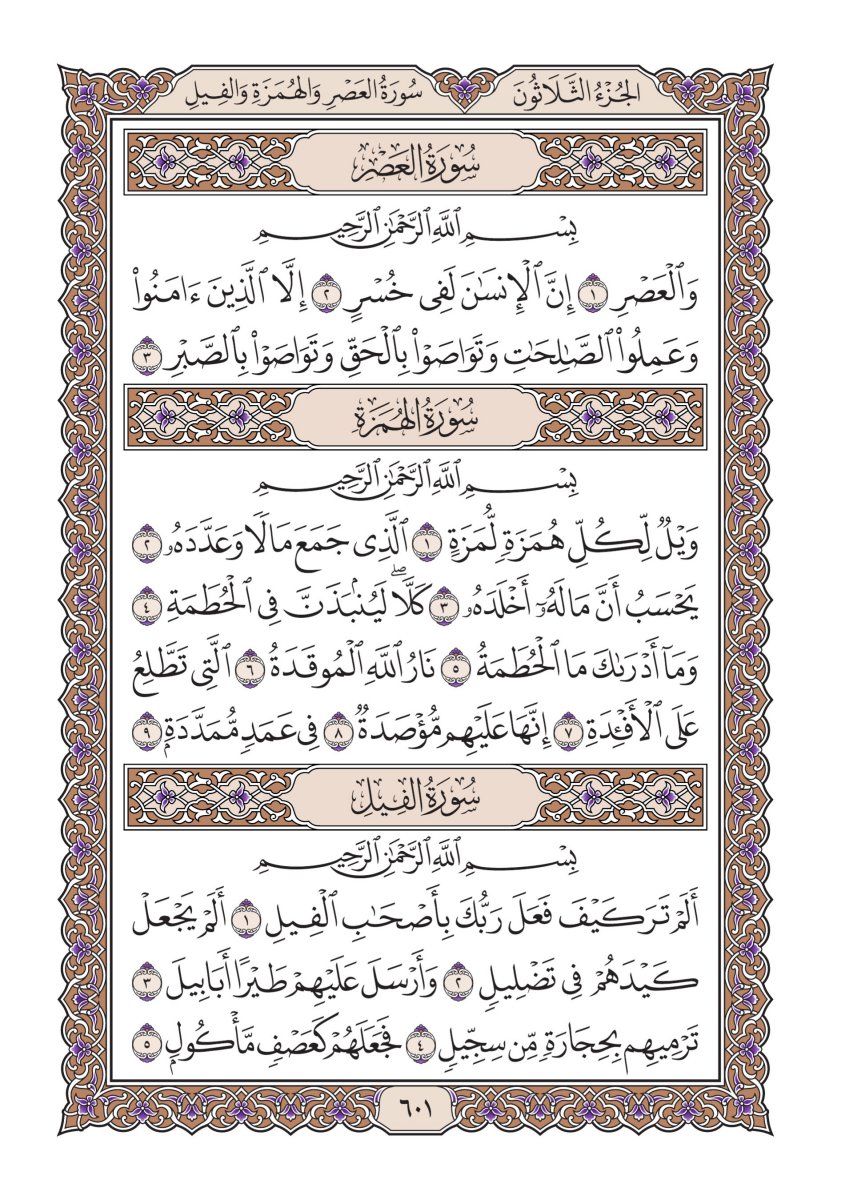 الجُزْءُ الثَّلَاثُونَ
سُورَةُ العَصْرِ وَالهُمَزَةِ وَالفِيلِ
سُورَةُ العَصْرِ
بِسْمِ ٱللَّهِ ٱلرَّحْمَٰنِ ٱلرَّحِيمِ
وَٱلْعَصْرِ ١ إِنَّ ٱلْإِنسَٰنَ لَفِى خُسْرٍ ٢ إِلَّا ٱلَّذِينَ ءَامَنُوا۟
وَعَمِلُوا۟ ٱلصَّٰلِحَٰتِ وَتَوَاصَوْا۟ بِٱلْحَقِّ وَتَوَاصَوْا۟ بِٱلصَّبْرِ ٣
سُورَةُ الهُمَزَةِ
بِسْمِ ٱللَّهِ ٱلرَّحْمَٰنِ ٱلرَّحِيمِ
وَيْلٌ لِّكُلِّ هُمَزَةٍ لُّمَزَةٍ ١ ٱلَّذِى جَمَعَ مَالًا وَعَدَّدَهُۥ ٢
يَحْسَبُ أَنَّ مَالَهُۥٓ أَخْلَدَهُۥ ٣ كَلَّا ۖ لَيُنۢبَذَنَّ فِى ٱلْحُطَمَةِ ٤
وَمَآ أَدْرَىٰكَ مَا ٱلْحُطَمَةُ ٥ نَارُ ٱللَّهِ ٱلْمُوقَدَةُ ٦ ٱلَّتِى تَطَّلِعُ
عَلَى ٱلْأَفْـِٔدَةِ ٧ إِنَّهَا عَلَيْهِم مُّؤْصَدَةٌ ٨ فِى عَمَدٍ مُّمَدَّدَةٍۭ ٩
سُورَةُ الفِيلِ
بِسْمِ ٱللَّهِ ٱلرَّحْمَٰنِ ٱلرَّحِيمِ
أَلَمْ تَرَ كَيْفَ فَعَلَ رَبُّكَ بِأَصْحَٰبِ ٱلْفِيلِ ١ أَلَمْ يَجْعَلْ
كَيْدَهُمْ فِى تَضْلِيلٍ ٢ وَأَرْسَلَ عَلَيْهِمْ طَيْرًا أَبَابِيلَ ٣
تَرْمِيهِم بِحِجَارَةٍ مِّن سِجِّيلٍ ٤ فَجَعَلَهُمْ كَعَصْفٍ مَّأْكُولٍۭ ٥
٦٠١